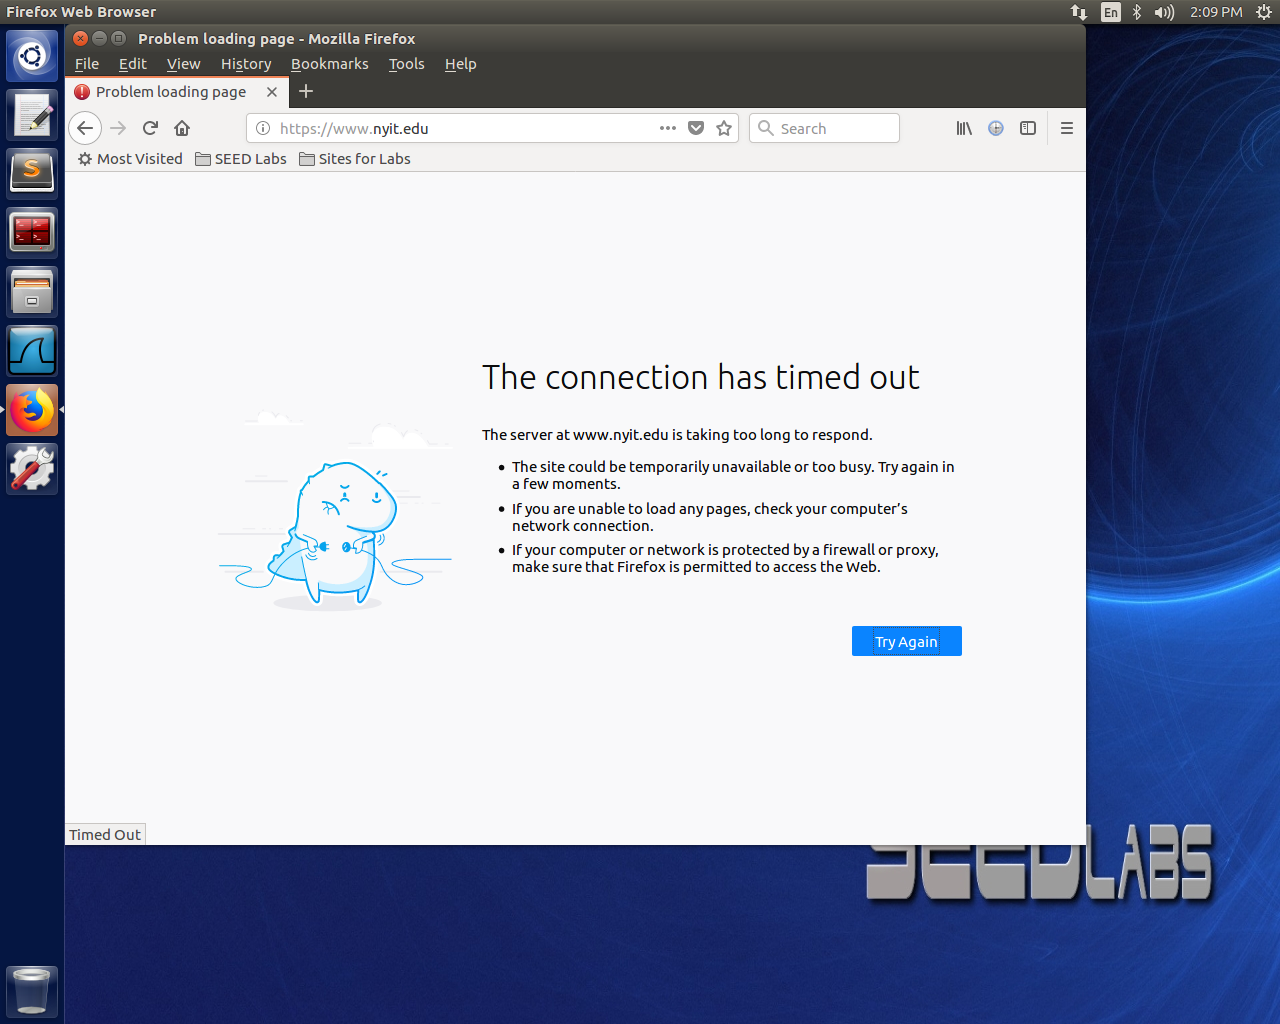 Firefox Web Browser
En
2:09 PM
Problem loading page - Mozilla Firefox
File Edit View History Bookmarks Tools Help
Problem loading page
https://www.nyit.edu
Search
Most Visited SEED Labs Sites for Labs
The connection has timed out
The server at www.nyit.edu is taking too long to respond.
• The site could be temporarily unavailable or too busy. Try again in
a few moments.
• If you are unable to load any pages, check your computer’s
network connection.
• If your computer or network is protected by a firewall or proxy,
make sure that Firefox is permitted to access the Web.
Try Again
Timed Out
SEEDLABS